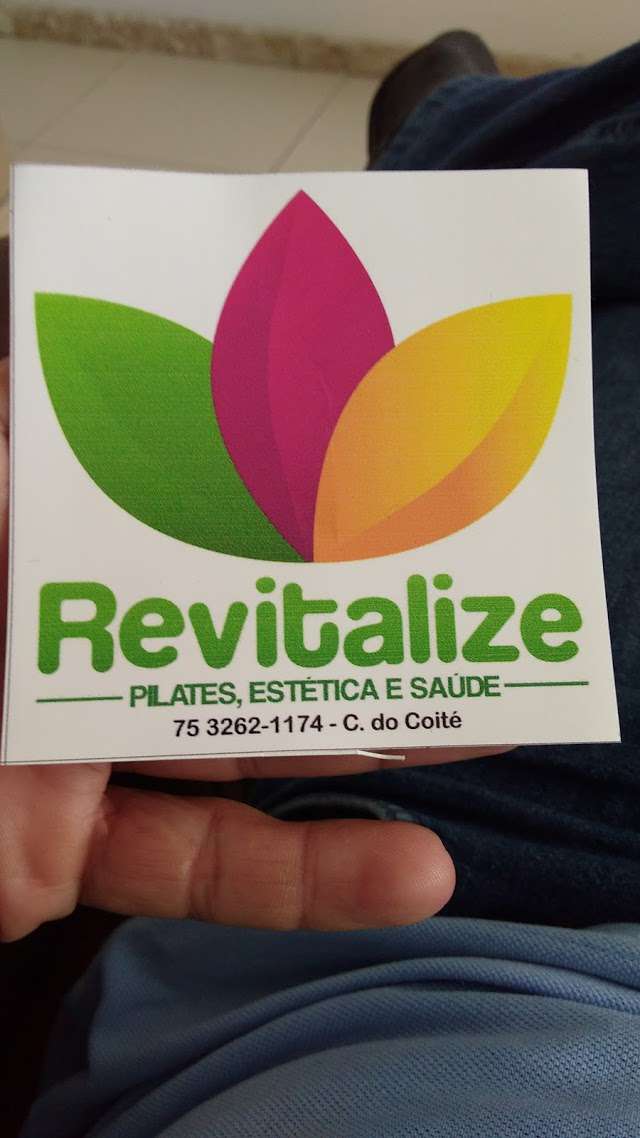 Revitalize
PILATES, ESTÉTICA E SAÚDE
75 3262-1174 - C. do Coité